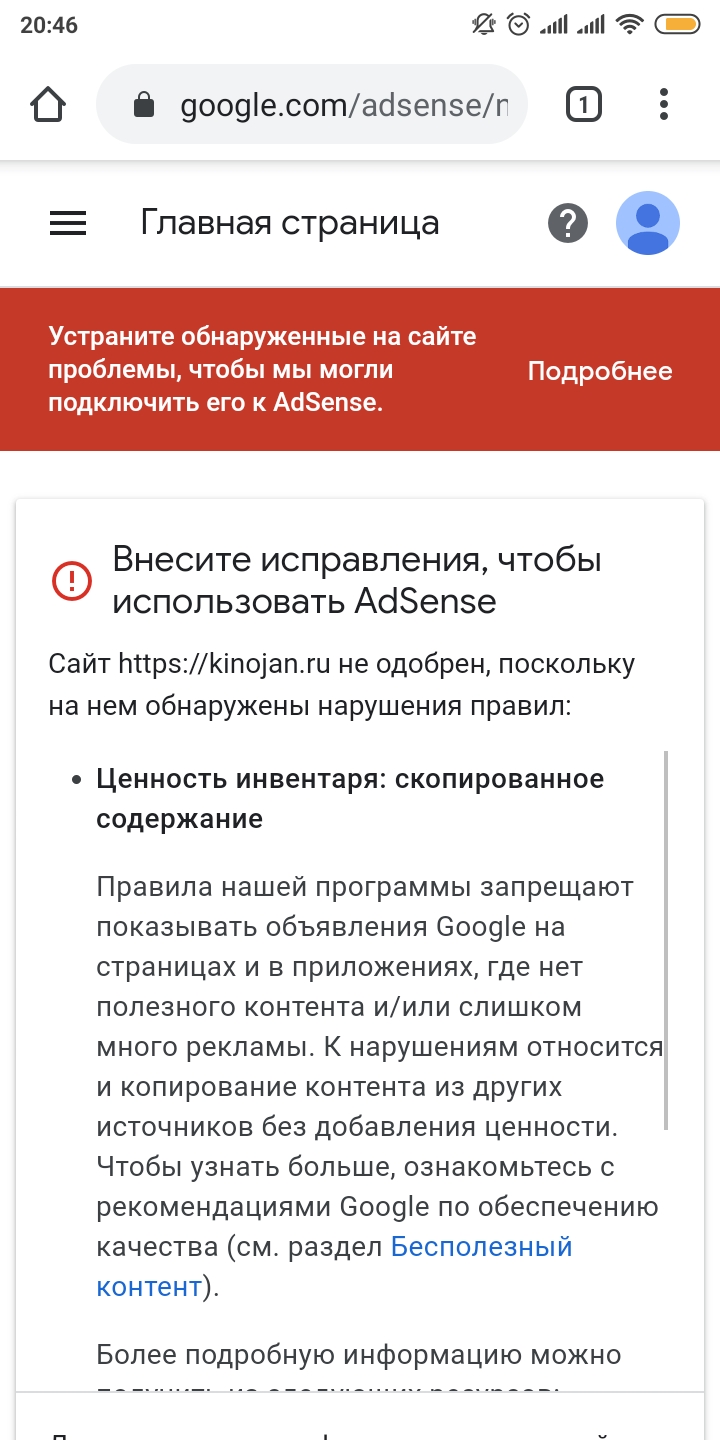 20:46
google.com/adsense/n
1
Главная страница
?
Устраните обнаруженные на сайте
проблемы, чтобы мы могли
подключить его к AdSense.
Подробнее
Внесите исправления, чтобы
использовать AdSense
Сайт https://kinojan.ru не одобрен, поскольку
на нем обнаружены нарушения правил:
• Ценность инвентаря: скопированное
содержание
Правила нашей программы запрещают
показывать объявления Google на
страницах и в приложениях, где нет
полезного контента и/или слишком
много рекламы. К нарушениям относится
и копирование контента из других
источников без добавления ценности.
Чтобы узнать больше, ознакомьтесь с
рекомендациями Google по обеспечению
качества (см. раздел Бесполезный
контент).
Более подробную информацию можно